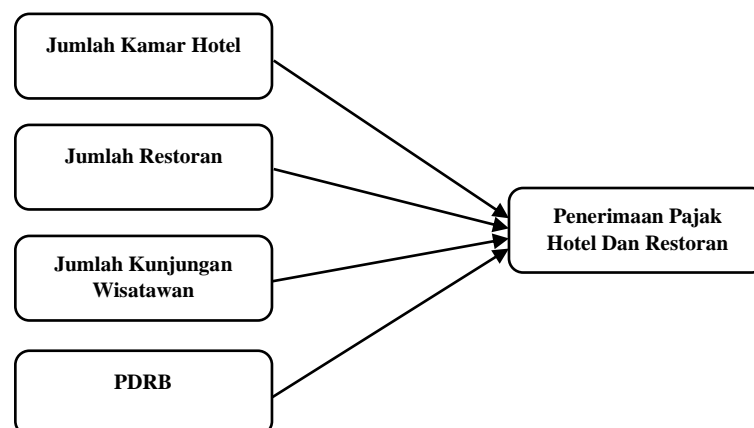 Jumlah Kamar Hotel
Jumlah Restoran
Jumlah Kunjungan
Wisatawan
PDRB
Penerimaan Pajak
Hotel Dan Restoran